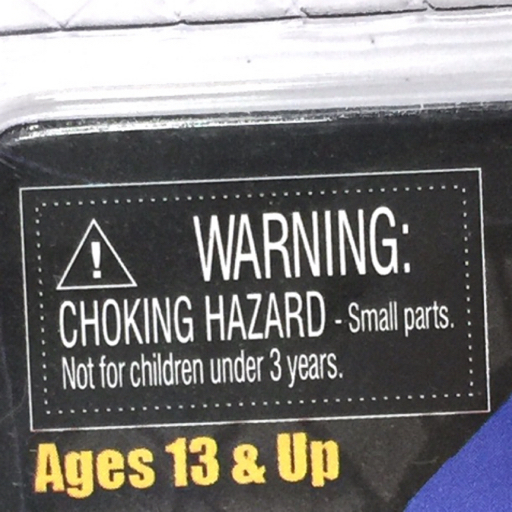 WARNING:
CHOKING HAZARD - Small parts.
Not for children under 3 years.
Ages 13 & Up